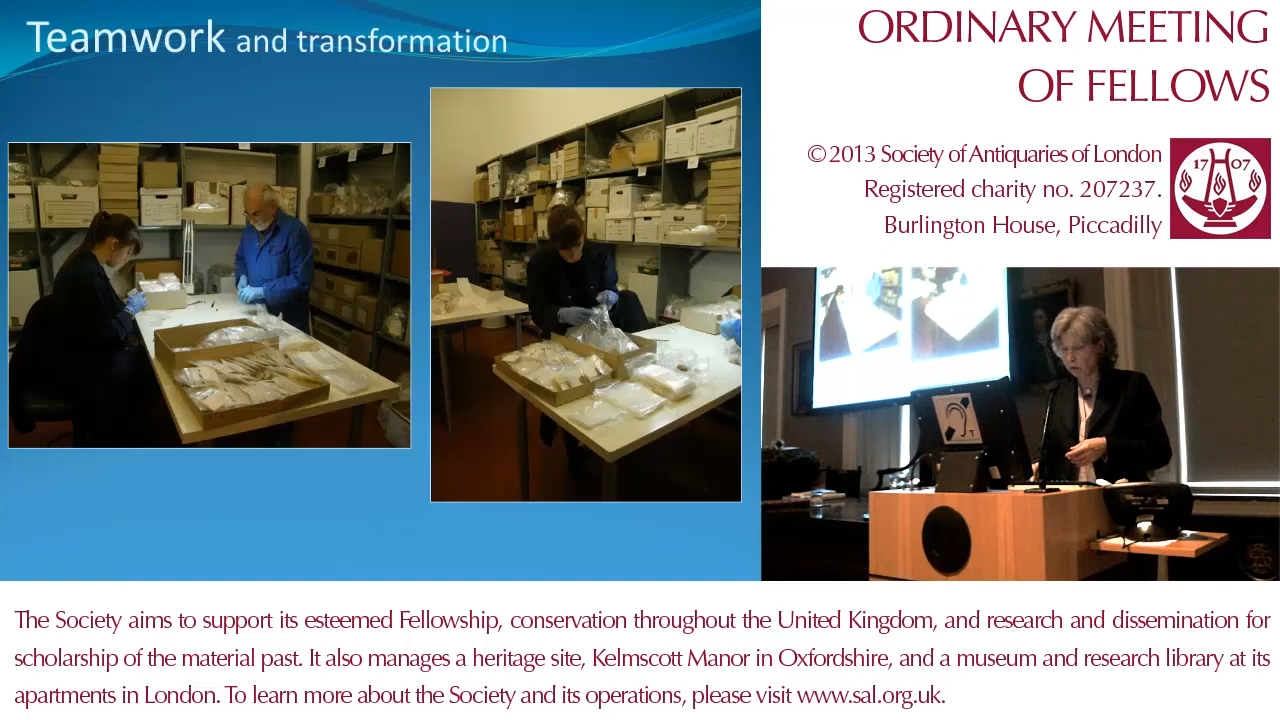 Teamwork and transformation
ORDINARY MEETING
OF FELLOWS
© 2013 Society of Antiquaries of London
Registered charity no. 207237.
Burlington House, Piccadilly
17 07
T
The Society aims to support its esteemed Fellowship, conservation throughout the United Kingdom, and research and dissemination for
scholarship of the material past. It also manages a heritage site, Kelmscott Manor in Oxfordshire, and a museum and research library at its
apartments in London. To learn more about the Society and its operations, please visit www.sal.org.uk.